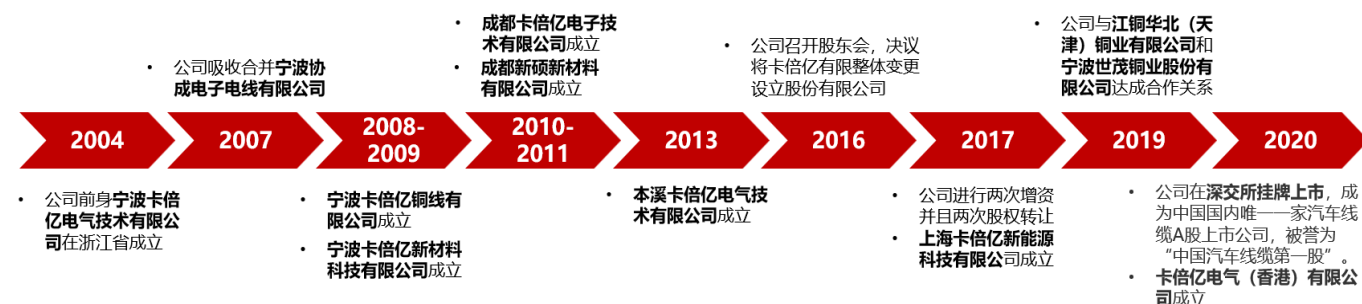 公司前身宁波卡倍
亿电气技术有限公
司在浙江省成立
2004
• 公司吸收合并宁波协
成电子电线有限公司
2007
2008-
2009
• 宁波卡倍亿铜线有
限公司成立
• 宁波卡倍亿新材料
科技有限公司成立
• 成都卡倍亿电子技
术有限公司成立
• 成都新硕新材料
有限公司成立
2010-
2011
2013
• 本溪卡倍亿电气技
术有限公司成立
• 公司召开股东会，决议
将卡倍亿有限整体变更
设立股份有限公司
2016
2017
• 公司进行两次增资
并且两次股权转让
• 上海卡倍亿新能源
科技有限公司成立
• 公司与江铜华北（天
津）铜业有限公司和
宁波世茂铜业股份有
限公司达成合作关系
2019
2020
• 公司在深交所挂牌上市，成
为中国国内唯一一家汽车线
缆A股上市公司，被誉为
“中国汽车线缆第一股”。
• 卡倍亿电气（香港）有限公
司成立